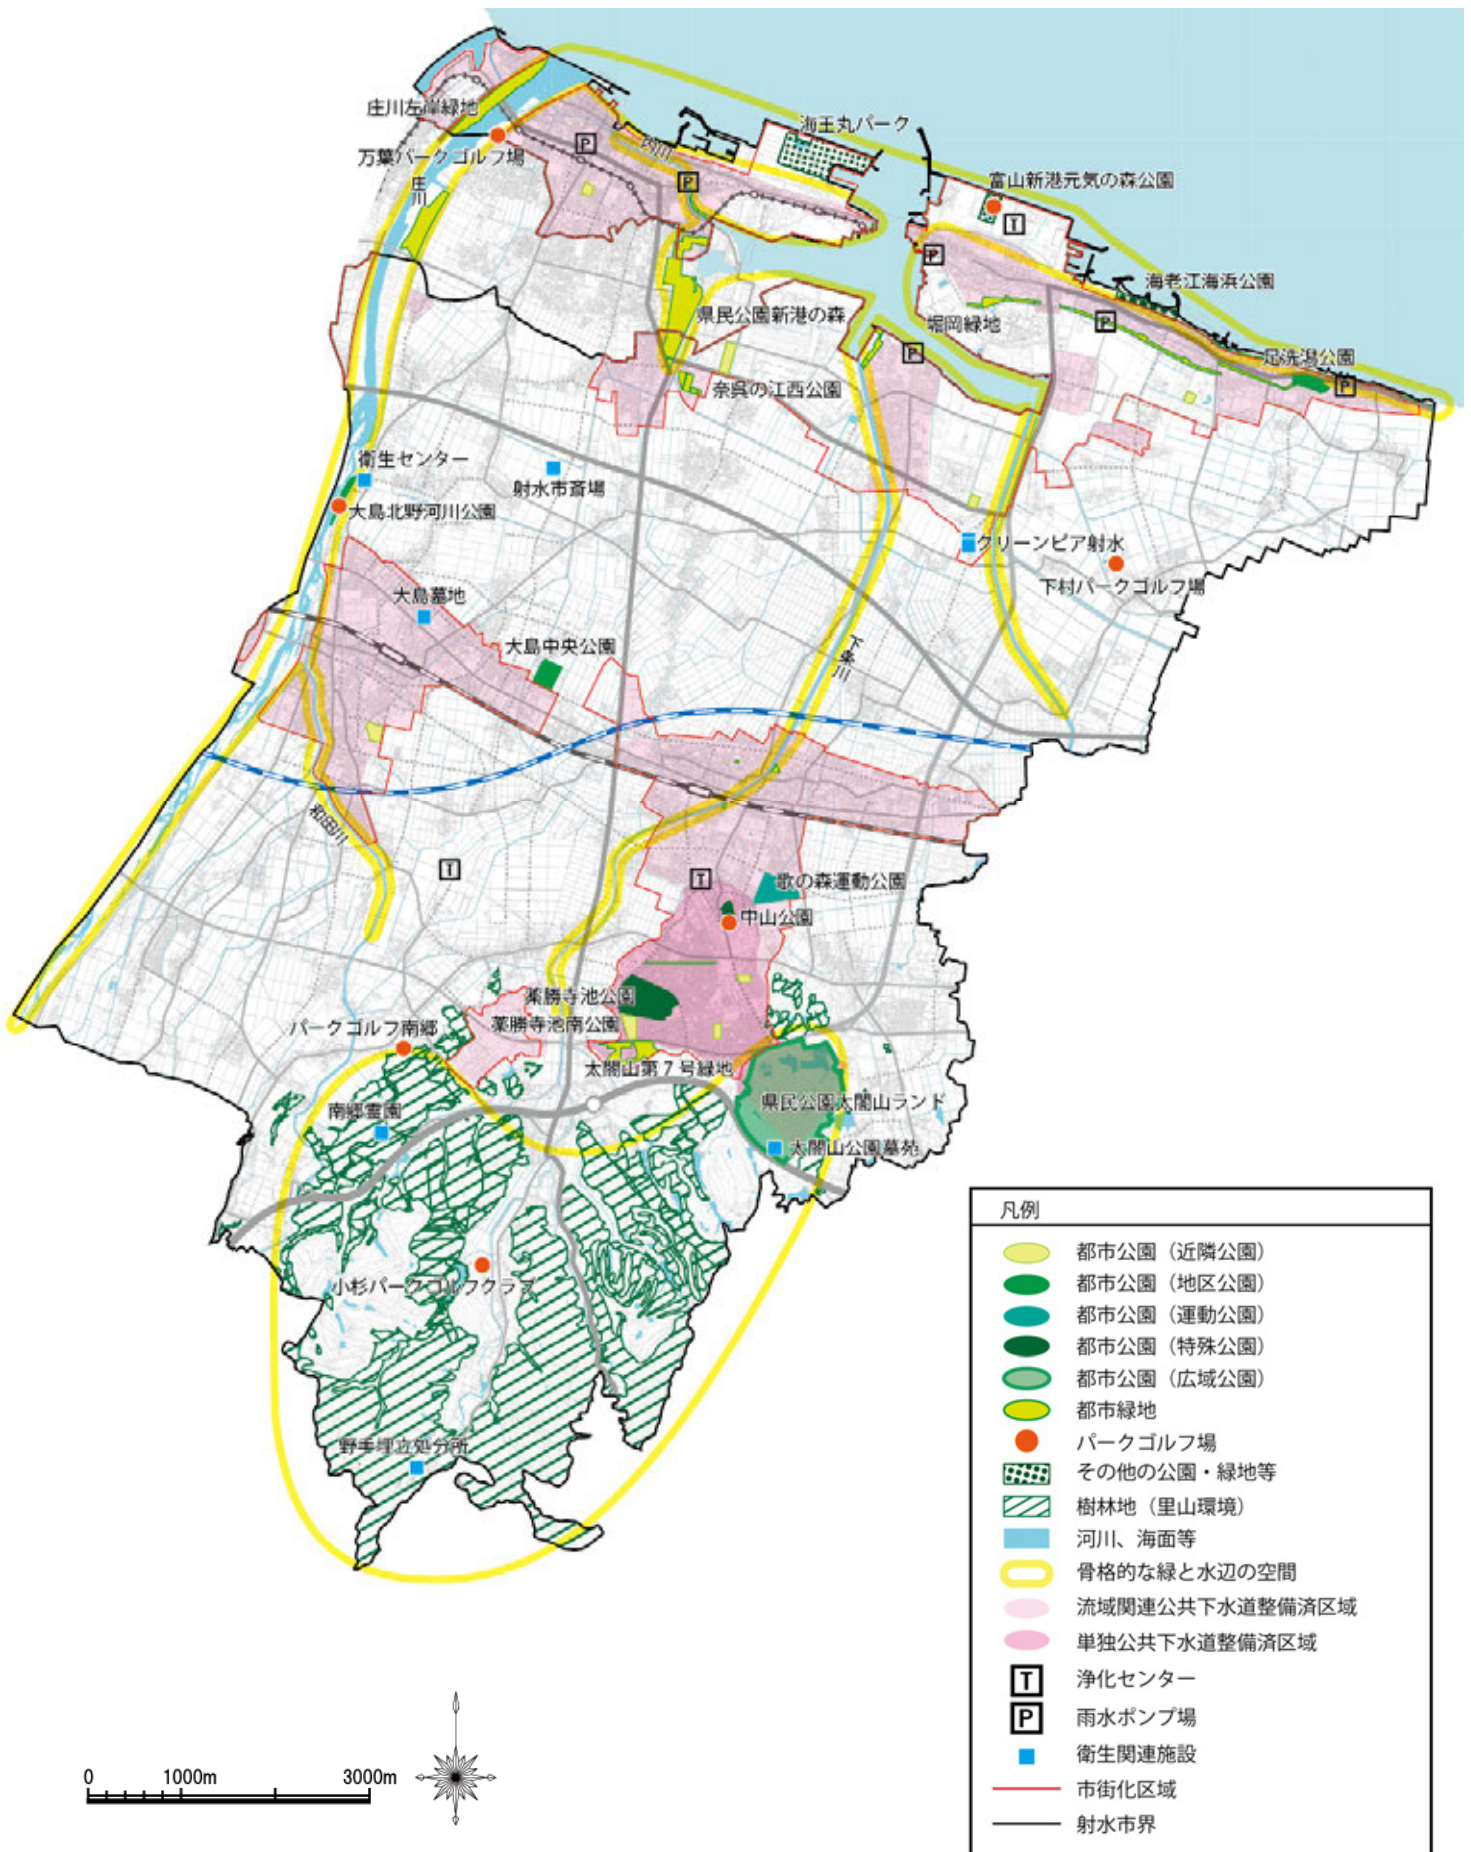 海王丸パーク
庄川左岸緑地
P
内川
万葉パークゴルフ場
庄川
P
富山新港元気の森公園
T
P
海老江海浜公園
県民公園新港の森
堀岡緑地
P
P
足洗潟公園
P
奈呉の江西公園
衛生センター
射水市斎場
大島北野河川公園
クリーンピア射水
下村パークゴルフ場
大島墓地
大島中央公園
下条川
和田川
T
T
歌の森運動公園
中山公園
薬勝寺池公園
薬勝寺池南公園
パークゴルフ南郷
太閤山第7号緑地
県民公園太閤山ランド
南郷霊園
太閤山公園墓苑
小杉パークゴルフクラブ
野手埋立処分所
凡例
都市公園（近隣公園）
都市公園（地区公園）
都市公園（運動公園）
都市公園（特殊公園）
都市公園（広域公園）
都市緑地
パークゴルフ場
その他の公園・緑地等
樹林地（里山環境）
河川、海面等
骨格的な緑と水辺の空間
流域関連公共下水道整備済区域
単独公共下水道整備済区域
T 浄化センター
P 雨水ポンプ場
衛生関連施設
市街化区域
射水市界
0 1000m 3000m